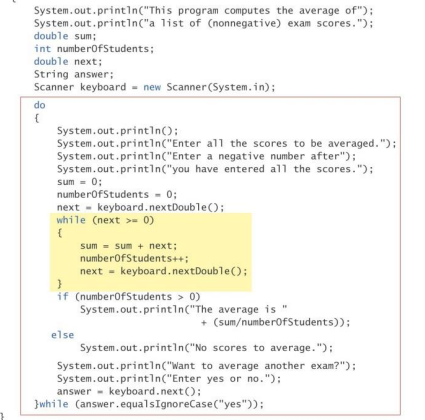 {
System.out.println("This program computes the average of");
System.out.println("a list of (nonnegative) exam scores.");
double sum;
int numberOfStudents;
double next;
String answer;
Scanner keyboard = new Scanner(System.in);
do
{
System.out.println();
System.out.println("Enter all the scores to be averaged.");
System.out.println("Enter a negative number after");
System.out.println("you have entered all the scores.");
sum = 0;
numberOfStudents = 0;
next = keyboard.nextDouble();
while (next >= 0)
{
sum = sum + next;
numberOfStudents++;
next = keyboard.nextDouble();
}
if (numberOfStudents > 0)
System.out.println("The average is "
+ (sum/numberOfStudents));
else
System.out.println("No scores to average.");
System.out.println("Want to average another exam?");
System.out.println("Enter yes or no.");
answer = keyboard.next();
}while (answer.equalsIgnoreCase("yes"));
}